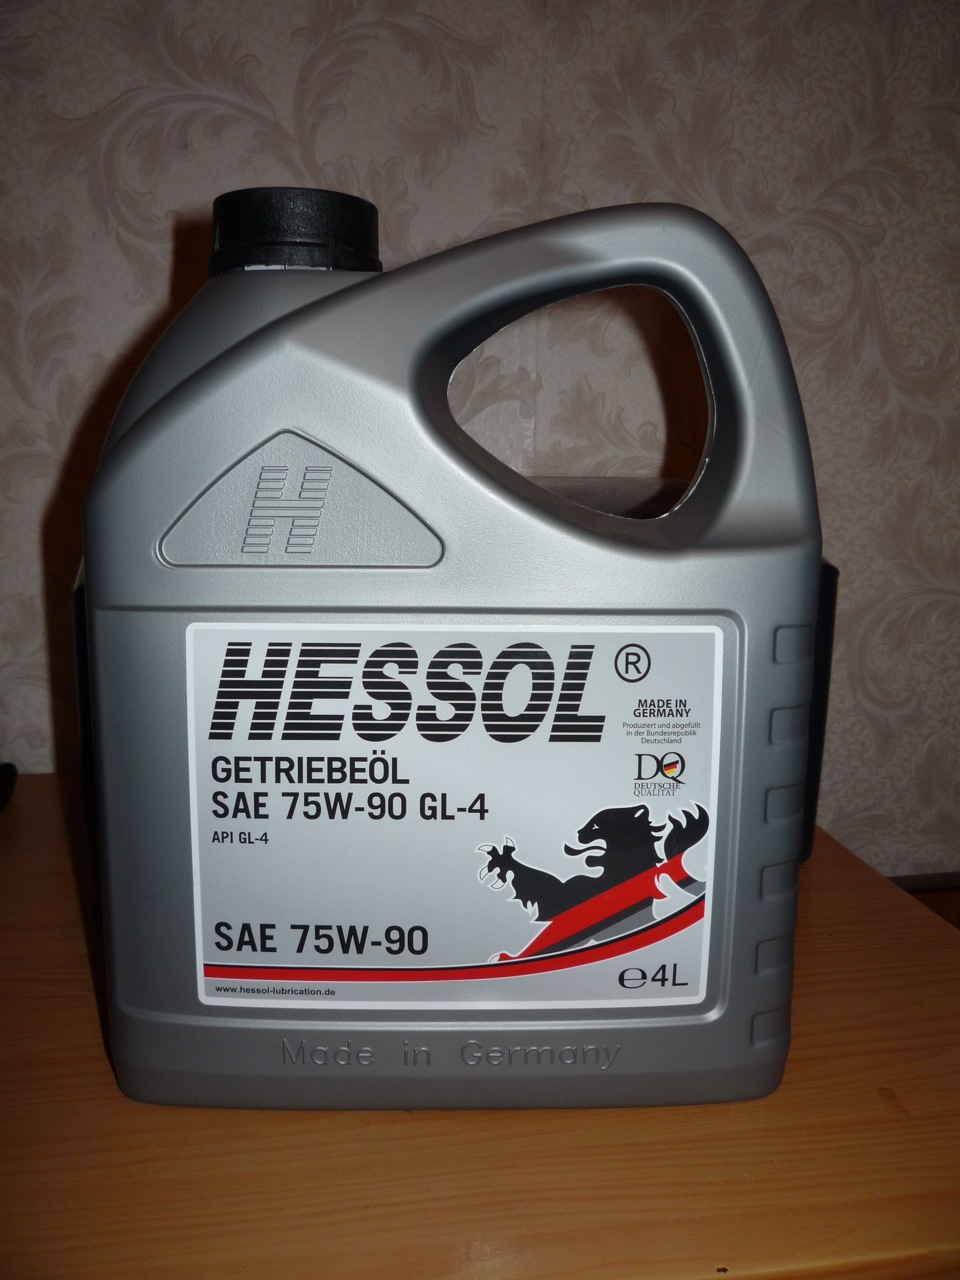 H
HESSOL®
MADE IN
GERMANY
Produziert und abgefüllt
in der Bundesrepublik
Deutschland
GETRIEBEÖL
SAE 75W-90 GL-4
API GL-4
DQ
DEUTSCHE
QUALITÄT
SAE 75W-90
℮4L
www.hessol-lubrication.de
Made in Germany